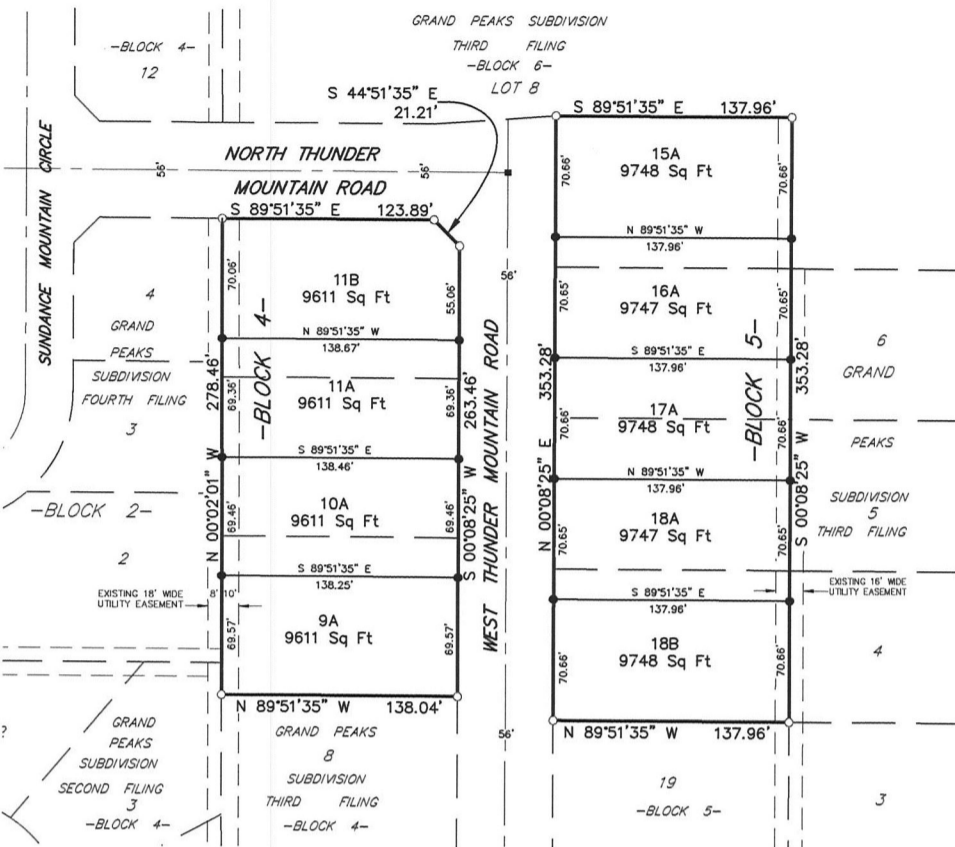 GRAND PEAKS SUBDIVISION
THIRD FILING
-BLOCK 6-
LOT 8
-BLOCK 4-
12
S 44°51'35" E
21.21'
S 89°51'35" E 137.96'
SUNDANCE MOUNTAIN CIRCLE
56'
NORTH THUNDER
MOUNTAIN ROAD
56'
S 89°51'35" E 123.89'
15A
9748 Sq Ft
70.66'
70.66'
N 89°51'35" W
137.96'
70.06'
11B
9611 Sq Ft
55.06'
N 89°51'35" W
138.67'
56'
4
GRAND
PEAKS
SUBDIVISION
FOURTH FILING
3
278.46'
N 00°02'01" W
-BLOCK 4-
69.36'
11A
9611 Sq Ft
69.36'
263.46'
S 00°08'25" W
S 89°51'35" E
138.46'
WEST THUNDER MOUNTAIN ROAD
70.65'
16A
9747 Sq Ft
70.65'
S 89°51'35" E
137.96'
353.28'
N 00°08'25" E
-BLOCK 5-
353.28'
S 00°08'25" W
70.66'
17A
9748 Sq Ft
70.66'
N 89°51'35" W
137.96'
6
GRAND
PEAKS
SUBDIVISION
5
THIRD FILING
-BLOCK 2-
2
69.46'
10A
9611 Sq Ft
69.46'
S 89°51'35" E
138.25'
70.65'
18A
9747 Sq Ft
70.65'
S 89°51'35" E
137.96'
EXISTING 18' WIDE
UTILITY EASEMENT
8' 10'
EXISTING 16' WIDE
UTILITY EASEMENT
69.57'
9A
9611 Sq Ft
69.57'
N 89°51'35" W 138.04'
70.66'
18B
9748 Sq Ft
70.66'
N 89°51'35" W 137.96'
4
56'
?
GRAND
PEAKS
SUBDIVISION
SECOND FILING
3
-BLOCK 4-
GRAND PEAKS
8
SUBDIVISION
THIRD FILING
-BLOCK 4-
19
-BLOCK 5-
3